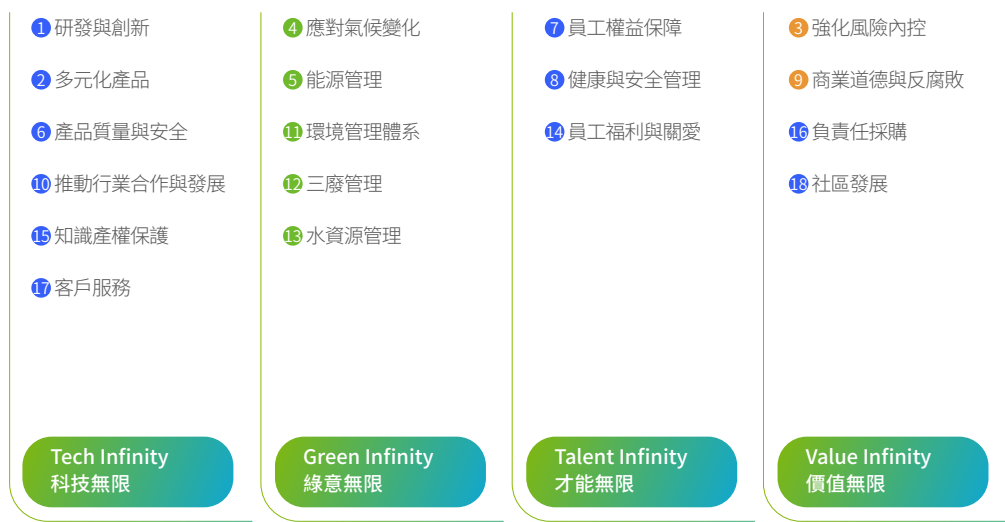 1 研發與創新
2 多元化產品
6 產品質量與安全
10 推動行業合作與發展
15 知識產權保護
17 客戶服務
Tech Infinity
科技無限
4 應對氣候變化
5 能源管理
11 環境管理體系
12 三廢管理
13 水資源管理
Green Infinity
綠意無限
7 員工權益保障
8 健康與安全管理
14 員工福利與關愛
Talent Infinity
才能無限
3 強化風險內控
9 商業道德與反腐敗
16 負責任採購
18 社區發展
Value Infinity
價值無限